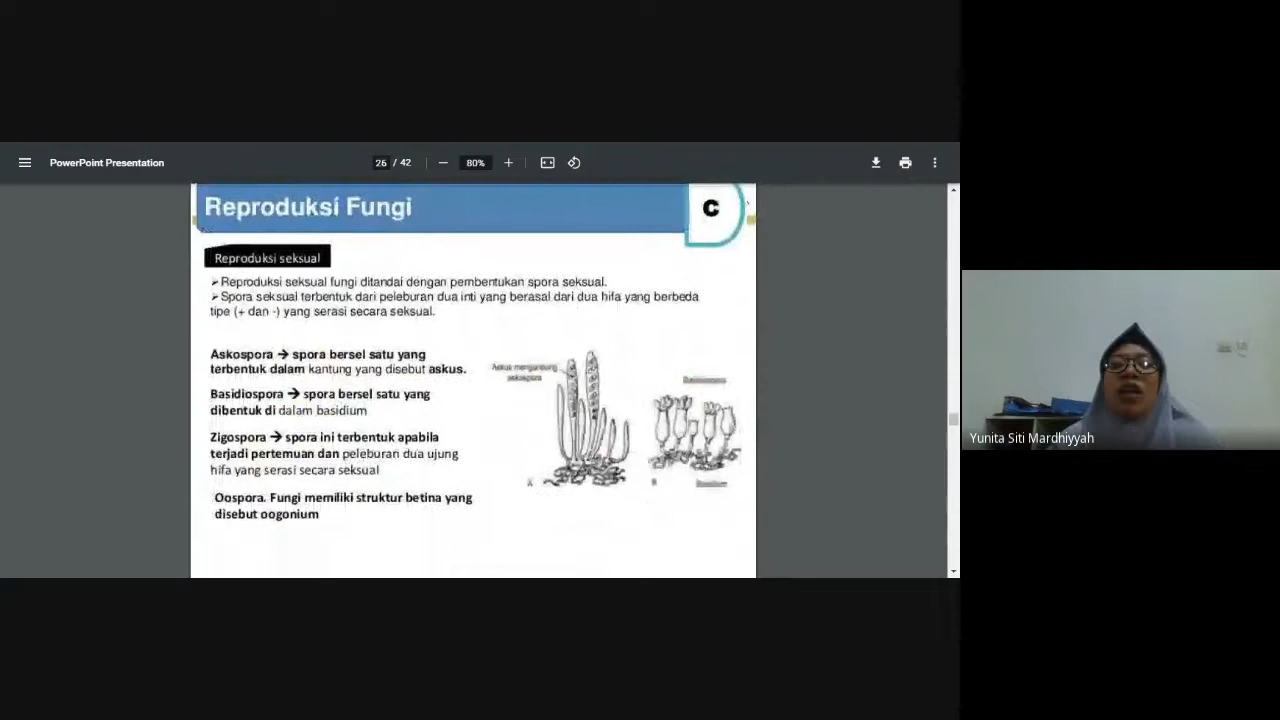 PowerPoint Presentation
26 / 42
80%
Reproduksi Fungi
C
Reproduksi seksual
➢Reproduksi seksual fungi ditandai dengan pembentukan spora seksual.
➢Spora seksual terbentuk dari peleburan dua inti yang berasal dari dua hifa yang berbeda
tipe (+ dan -) yang serasi secara seksual.
Askospora → spora bersel satu yang
terbentuk dalam kantung yang disebut askus.
Basidiospora → spora bersel satu yang
dibentuk di dalam basidium
Zigospora → spora ini terbentuk apabila
terjadi pertemuan dan peleburan dua ujung
hifa yang serasi secara seksual
Oospora. Fungi memiliki struktur betina yang
disebut oogonium
Askus mengandung
askospora
A
B
Yunita Siti Mardhiyyah